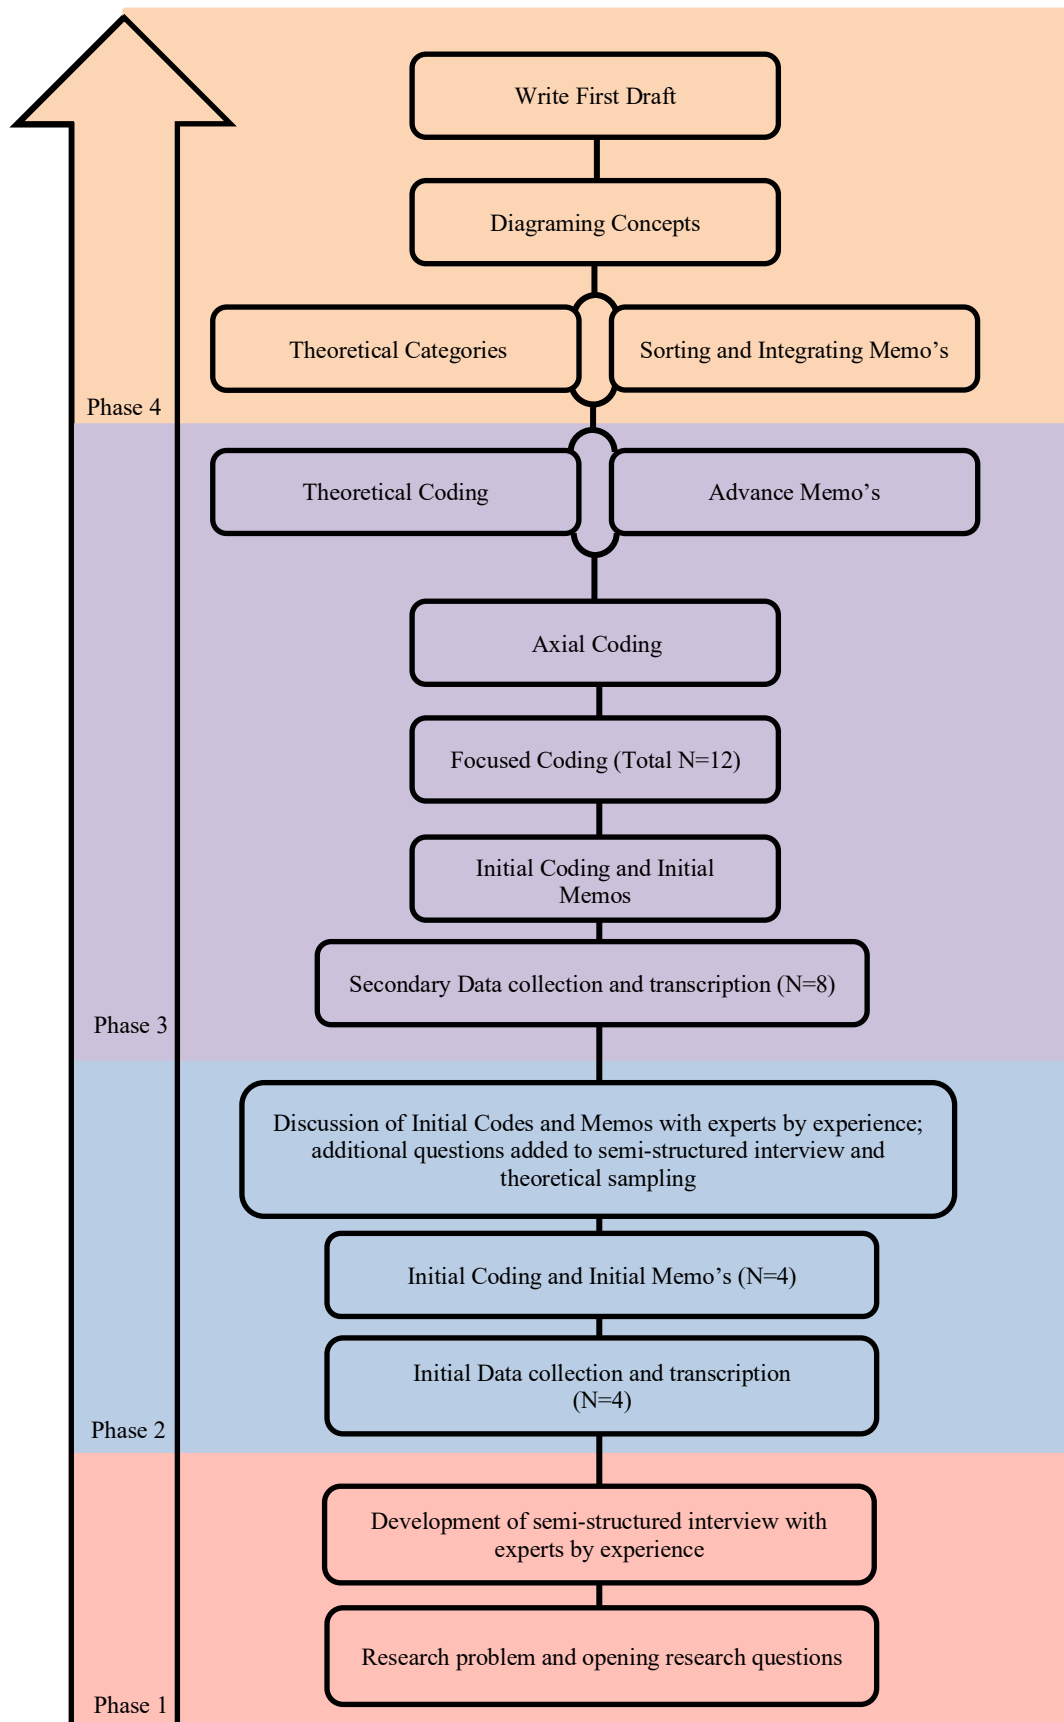 Write First Draft
Diagraming Concepts
Theoretical Categories
Sorting and Integrating Memo’s
Phase 4
Theoretical Coding
Advance Memo’s
Axial Coding
Focused Coding (Total N=12)
Initial Coding and Initial
Memos
Secondary Data collection and transcription (N=8)
Phase 3
Discussion of Initial Codes and Memos with experts by experience;
additional questions added to semi-structured interview and
theoretical sampling
Initial Coding and Initial Memo’s (N=4)
Initial Data collection and transcription
(N=4)
Phase 2
Development of semi-structured interview with
experts by experience
Research problem and opening research questions
Phase 1